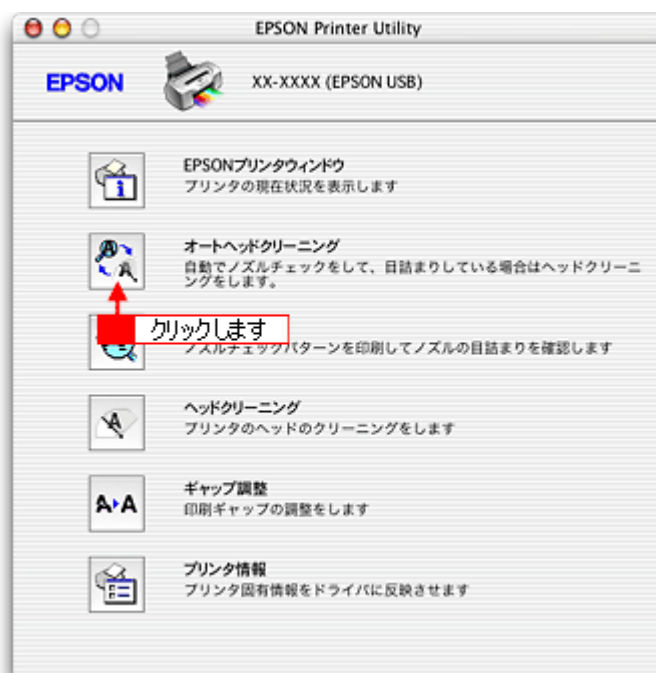 EPSON Printer Utility
EPSON
XX-XXXX (EPSON USB)
EPSONプリンタウィンドウ
プリンタの現在状況を表示します
オートヘッドクリーニング
自動でノズルチェックをして、目詰まりしている場合はヘッドクリーニ
ングをします。
クリックします
ノズルチェックパターンを印刷してノズルの目詰まりを確認します
ヘッドクリーニング
プリンタのヘッドのクリーニングをします
ギャップ調整
印刷ギャップの調整をします
プリンタ情報
プリンタ固有情報をドライバに反映させます